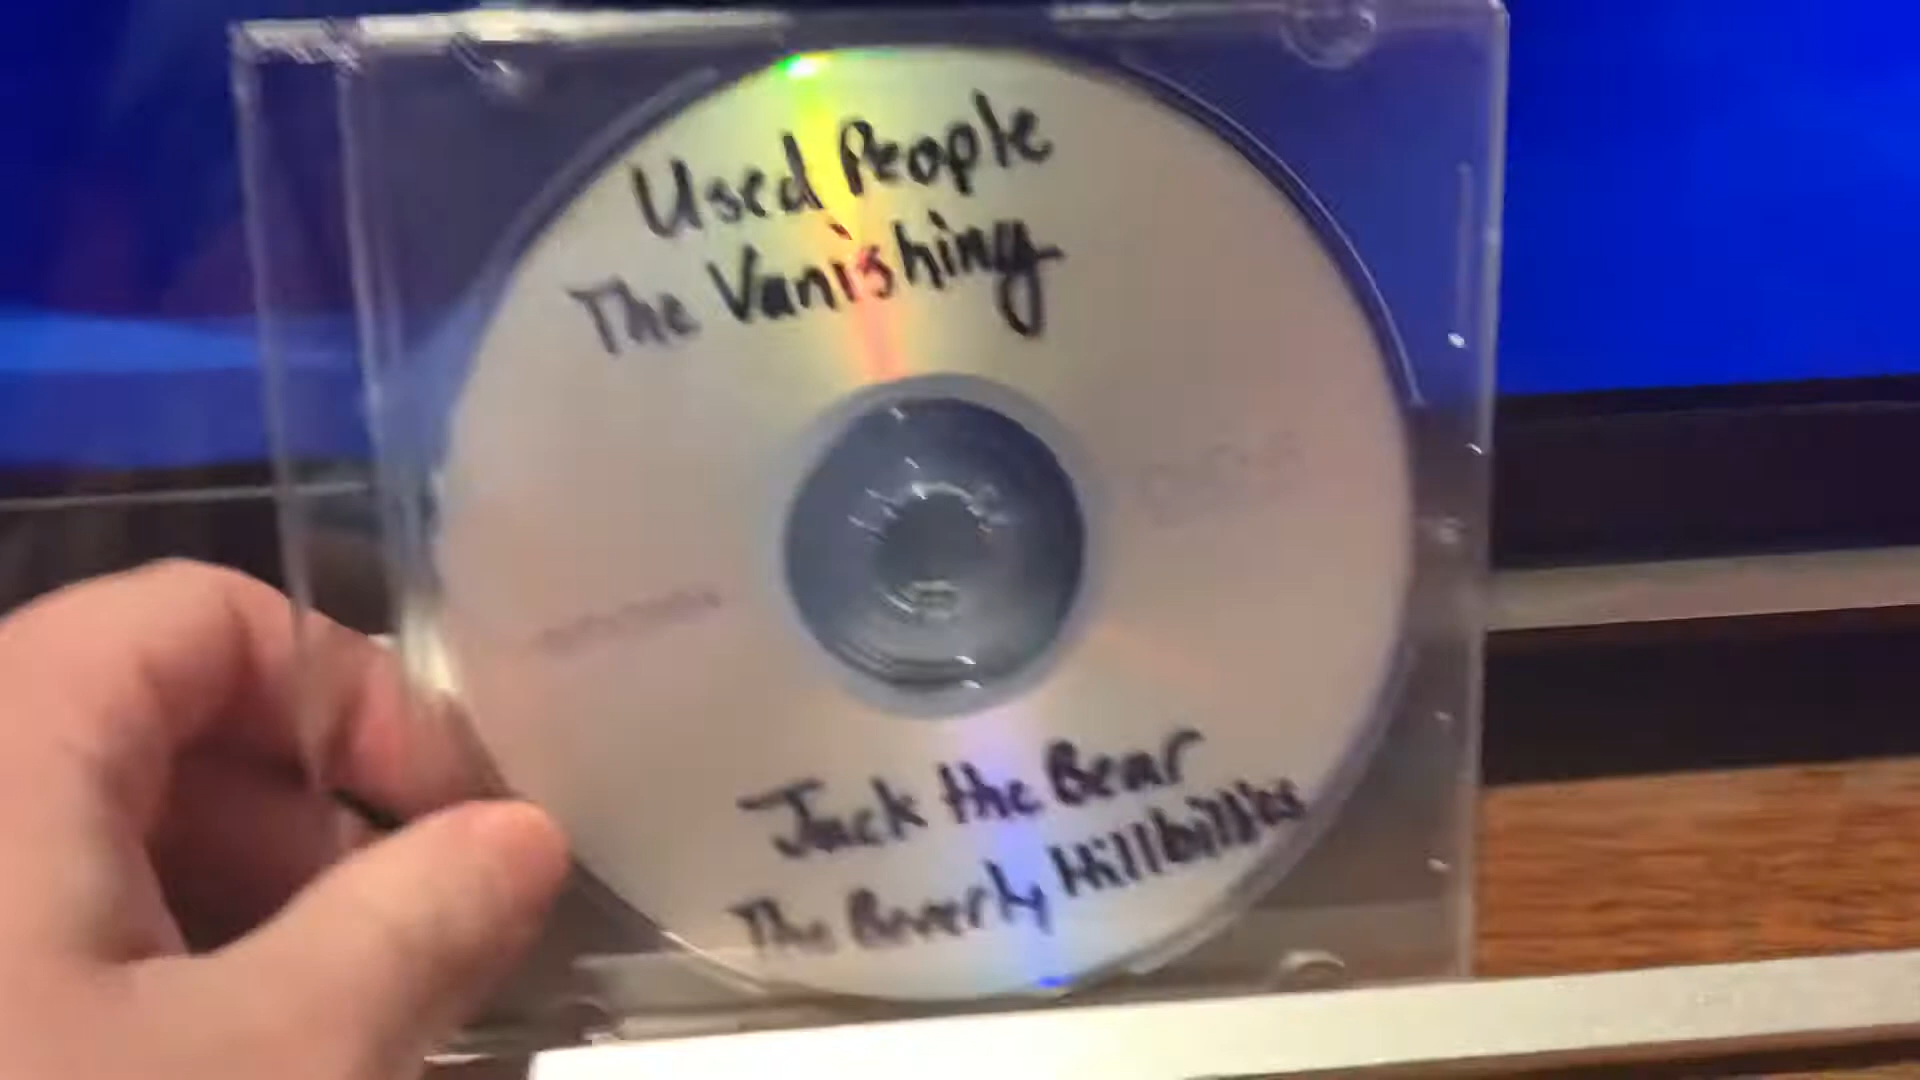 Used People
The Vanishing
Jack the Bear
The Beverly Hillbillies